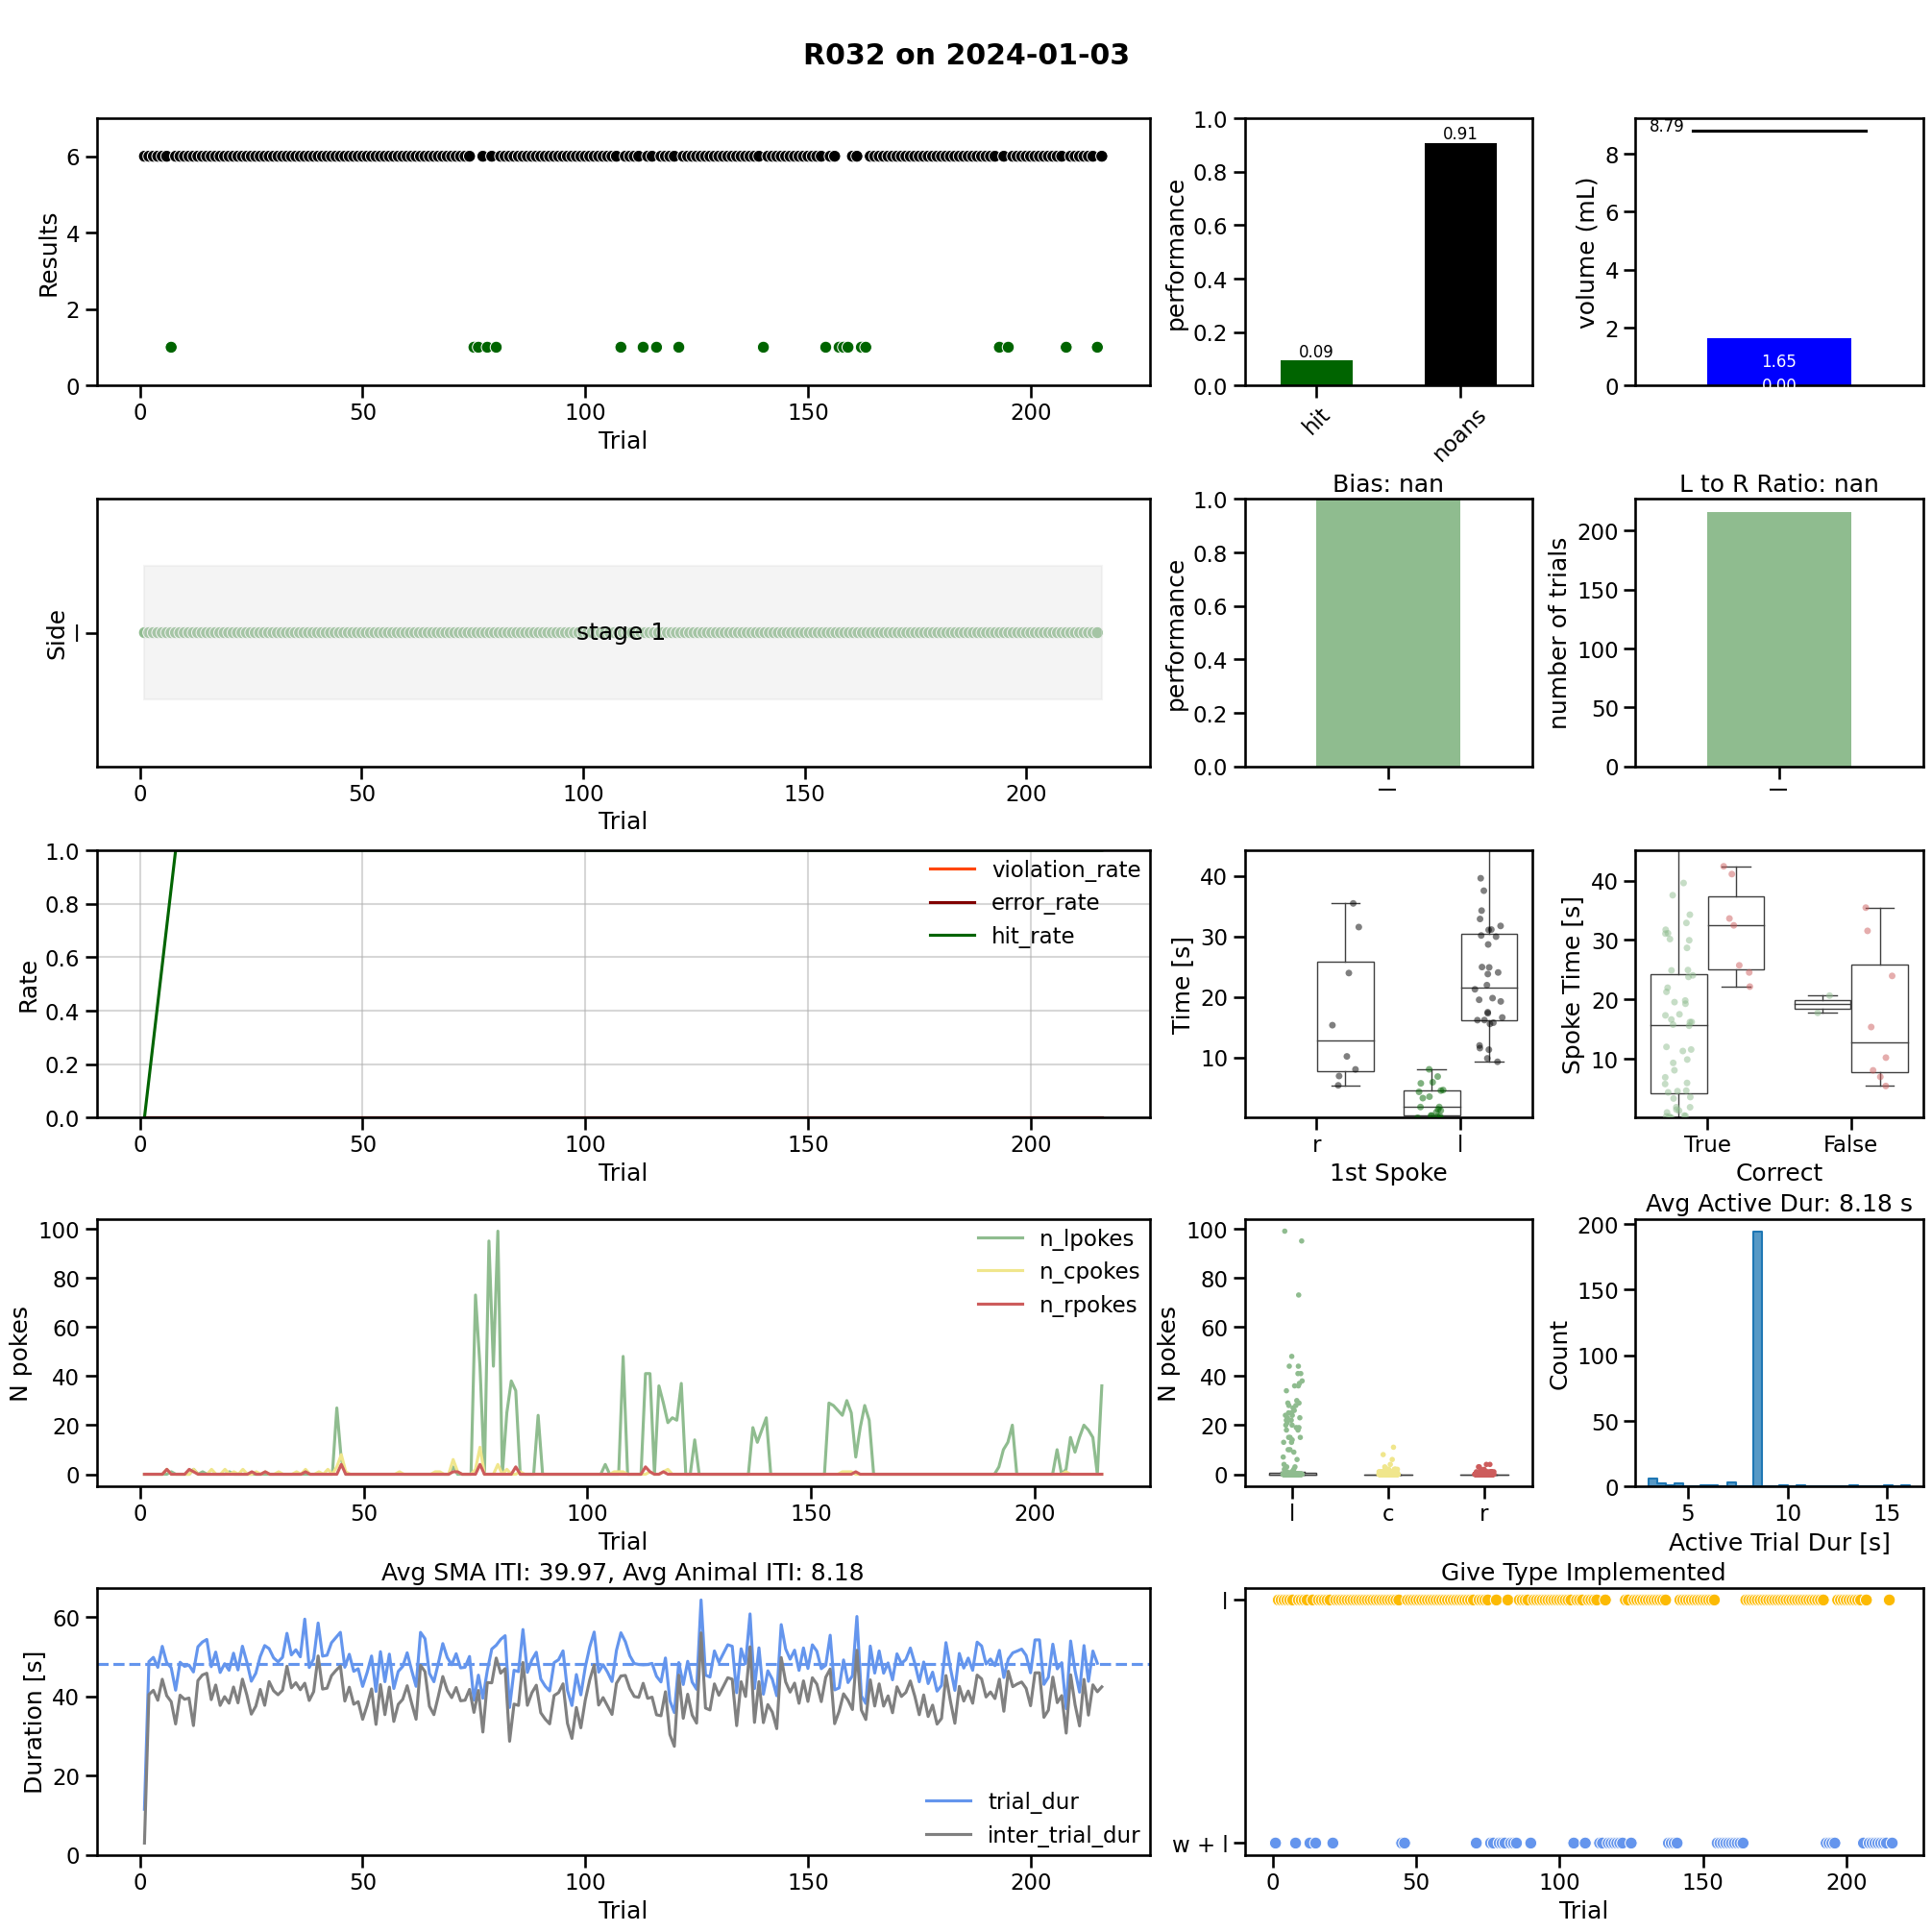 R032 on 2024-01-03
Results
6
4
2
0
0 50 100 150 200
Trial
performance
1.0
0.8
0.6
0.4
0.2
0.0
0.09
0.91
hit
noans
volume (mL)
8
6
4
2
0
8.79
1.65
0.00
Side
l
stage 1
0 50 100 150 200
Trial
Bias: nan
performance
1.0
0.8
0.6
0.4
0.2
0.0
l
L to R Ratio: nan
number of trials
200
150
100
50
0
l
Rate
1.0
0.8
0.6
0.4
0.2
0.0
violation_rate
error_rate
hit_rate
0 50 100 150 200
Trial
Time [s]
40
30
20
10
r l
1st Spoke
Spoke Time [s]
40
30
20
10
True False
Correct
N pokes
100
80
60
40
20
0
n_lpokes
n_cpokes
n_rpokes
0 50 100 150 200
Trial
N pokes
100
80
60
40
20
0
l c r
Avg Active Dur: 8.18 s
Count
200
150
100
50
0
5 10 15
Active Trial Dur [s]
Avg SMA ITI: 39.97, Avg Animal ITI: 8.18
Duration [s]
60
40
20
0
trial_dur
inter_trial_dur
0 50 100 150 200
Trial
Give Type Implemented
l
w + l
0 50 100 150 200
Trial